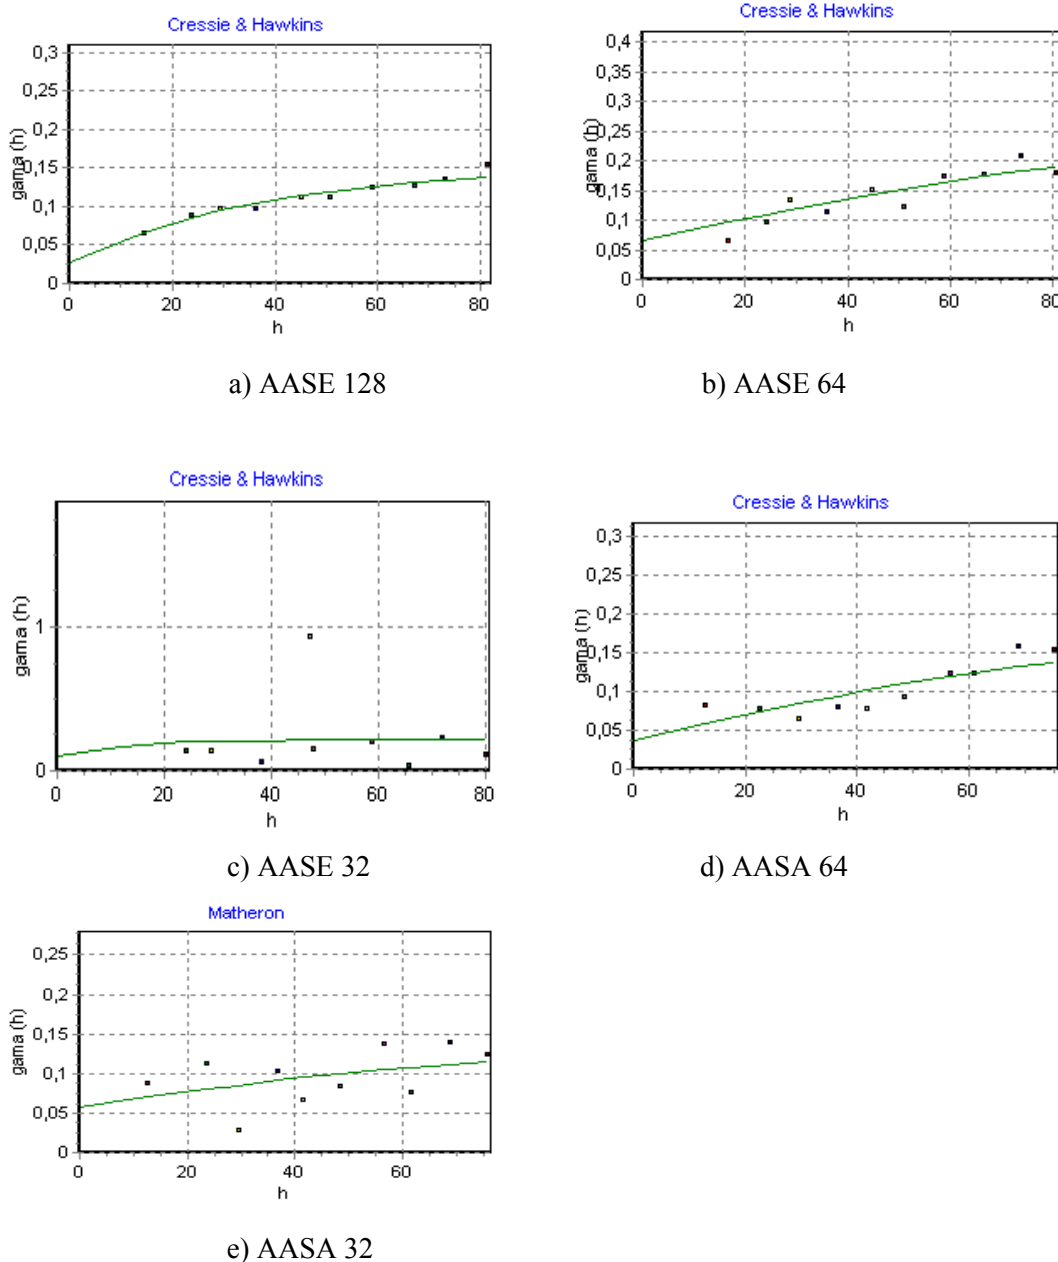 Cressie & Hawkins
0,3
0,25
0,2
0,15
0,1
0,05
0
gama (h)
0 20 40 60 80
h
a) AASE 128
Cressie & Hawkins
0,4
0,35
0,3
0,25
0,2
0,15
0,1
0,05
0
gama (h)
0 20 40 60 80
h
b) AASE 64
Cressie & Hawkins
1
0
gama (h)
0 20 40 60 80
h
c) AASE 32
Cressie & Hawkins
0,3
0,25
0,2
0,15
0,1
0,05
0
gama (h)
0 20 40 60
h
d) AASA 64
Matheron
0,25
0,2
0,15
0,1
0,05
0
gama (h)
0 20 40 60
h
e) AASA 32